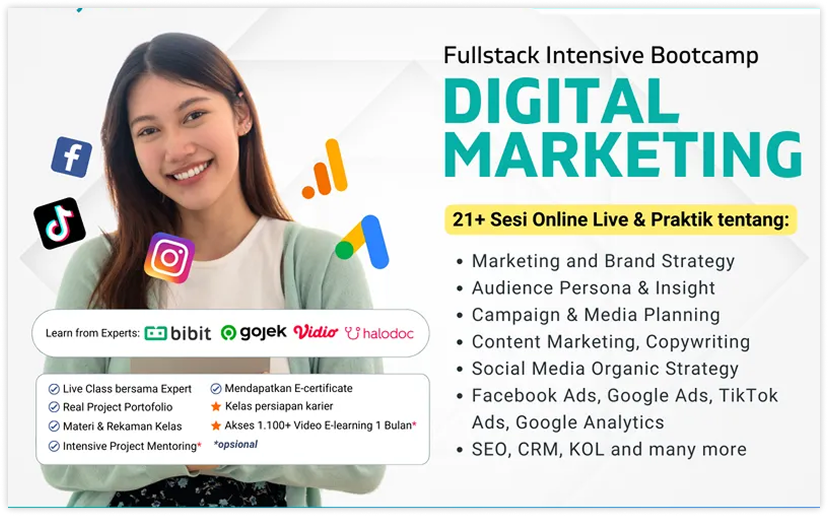 Fullstack Intensive Bootcamp
DIGITAL
MARKETING
21+ Sesi Online Live & Praktik tentang:
• Marketing and Brand Strategy
• Audience Persona & Insight
• Campaign & Media Planning
• Content Marketing, Copywriting
• Social Media Organic Strategy
• Facebook Ads, Google Ads, TikTok
Ads, Google Analytics
• SEO, CRM, KOL and many more
Learn from Experts: bibit gojek Vidio halodoc
Live Class bersama Expert
Real Project Portofolio
Materi & Rekaman Kelas
Intensive Project Mentoring*
Mendapatkan E-certificate
Kelas persiapan karier
Akses 1.100+ Video E-learning 1 Bulan*
*opsional